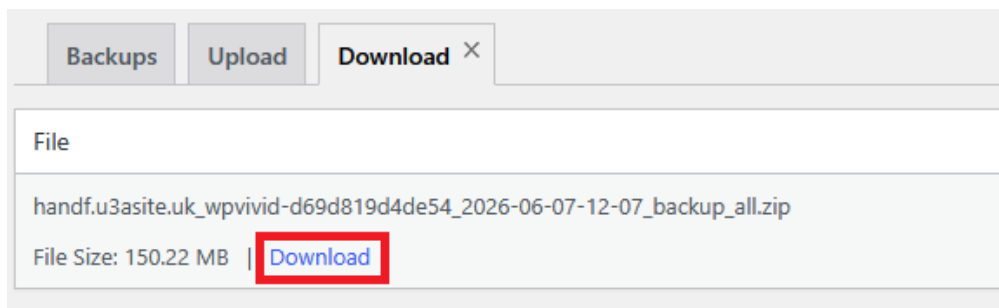 Backups Upload Download ×
File
handf.u3asite.uk_wpvivid-d69d819d4de54_2026-06-07-12-07_backup_all.zip
File Size: 150.22 MB | Download